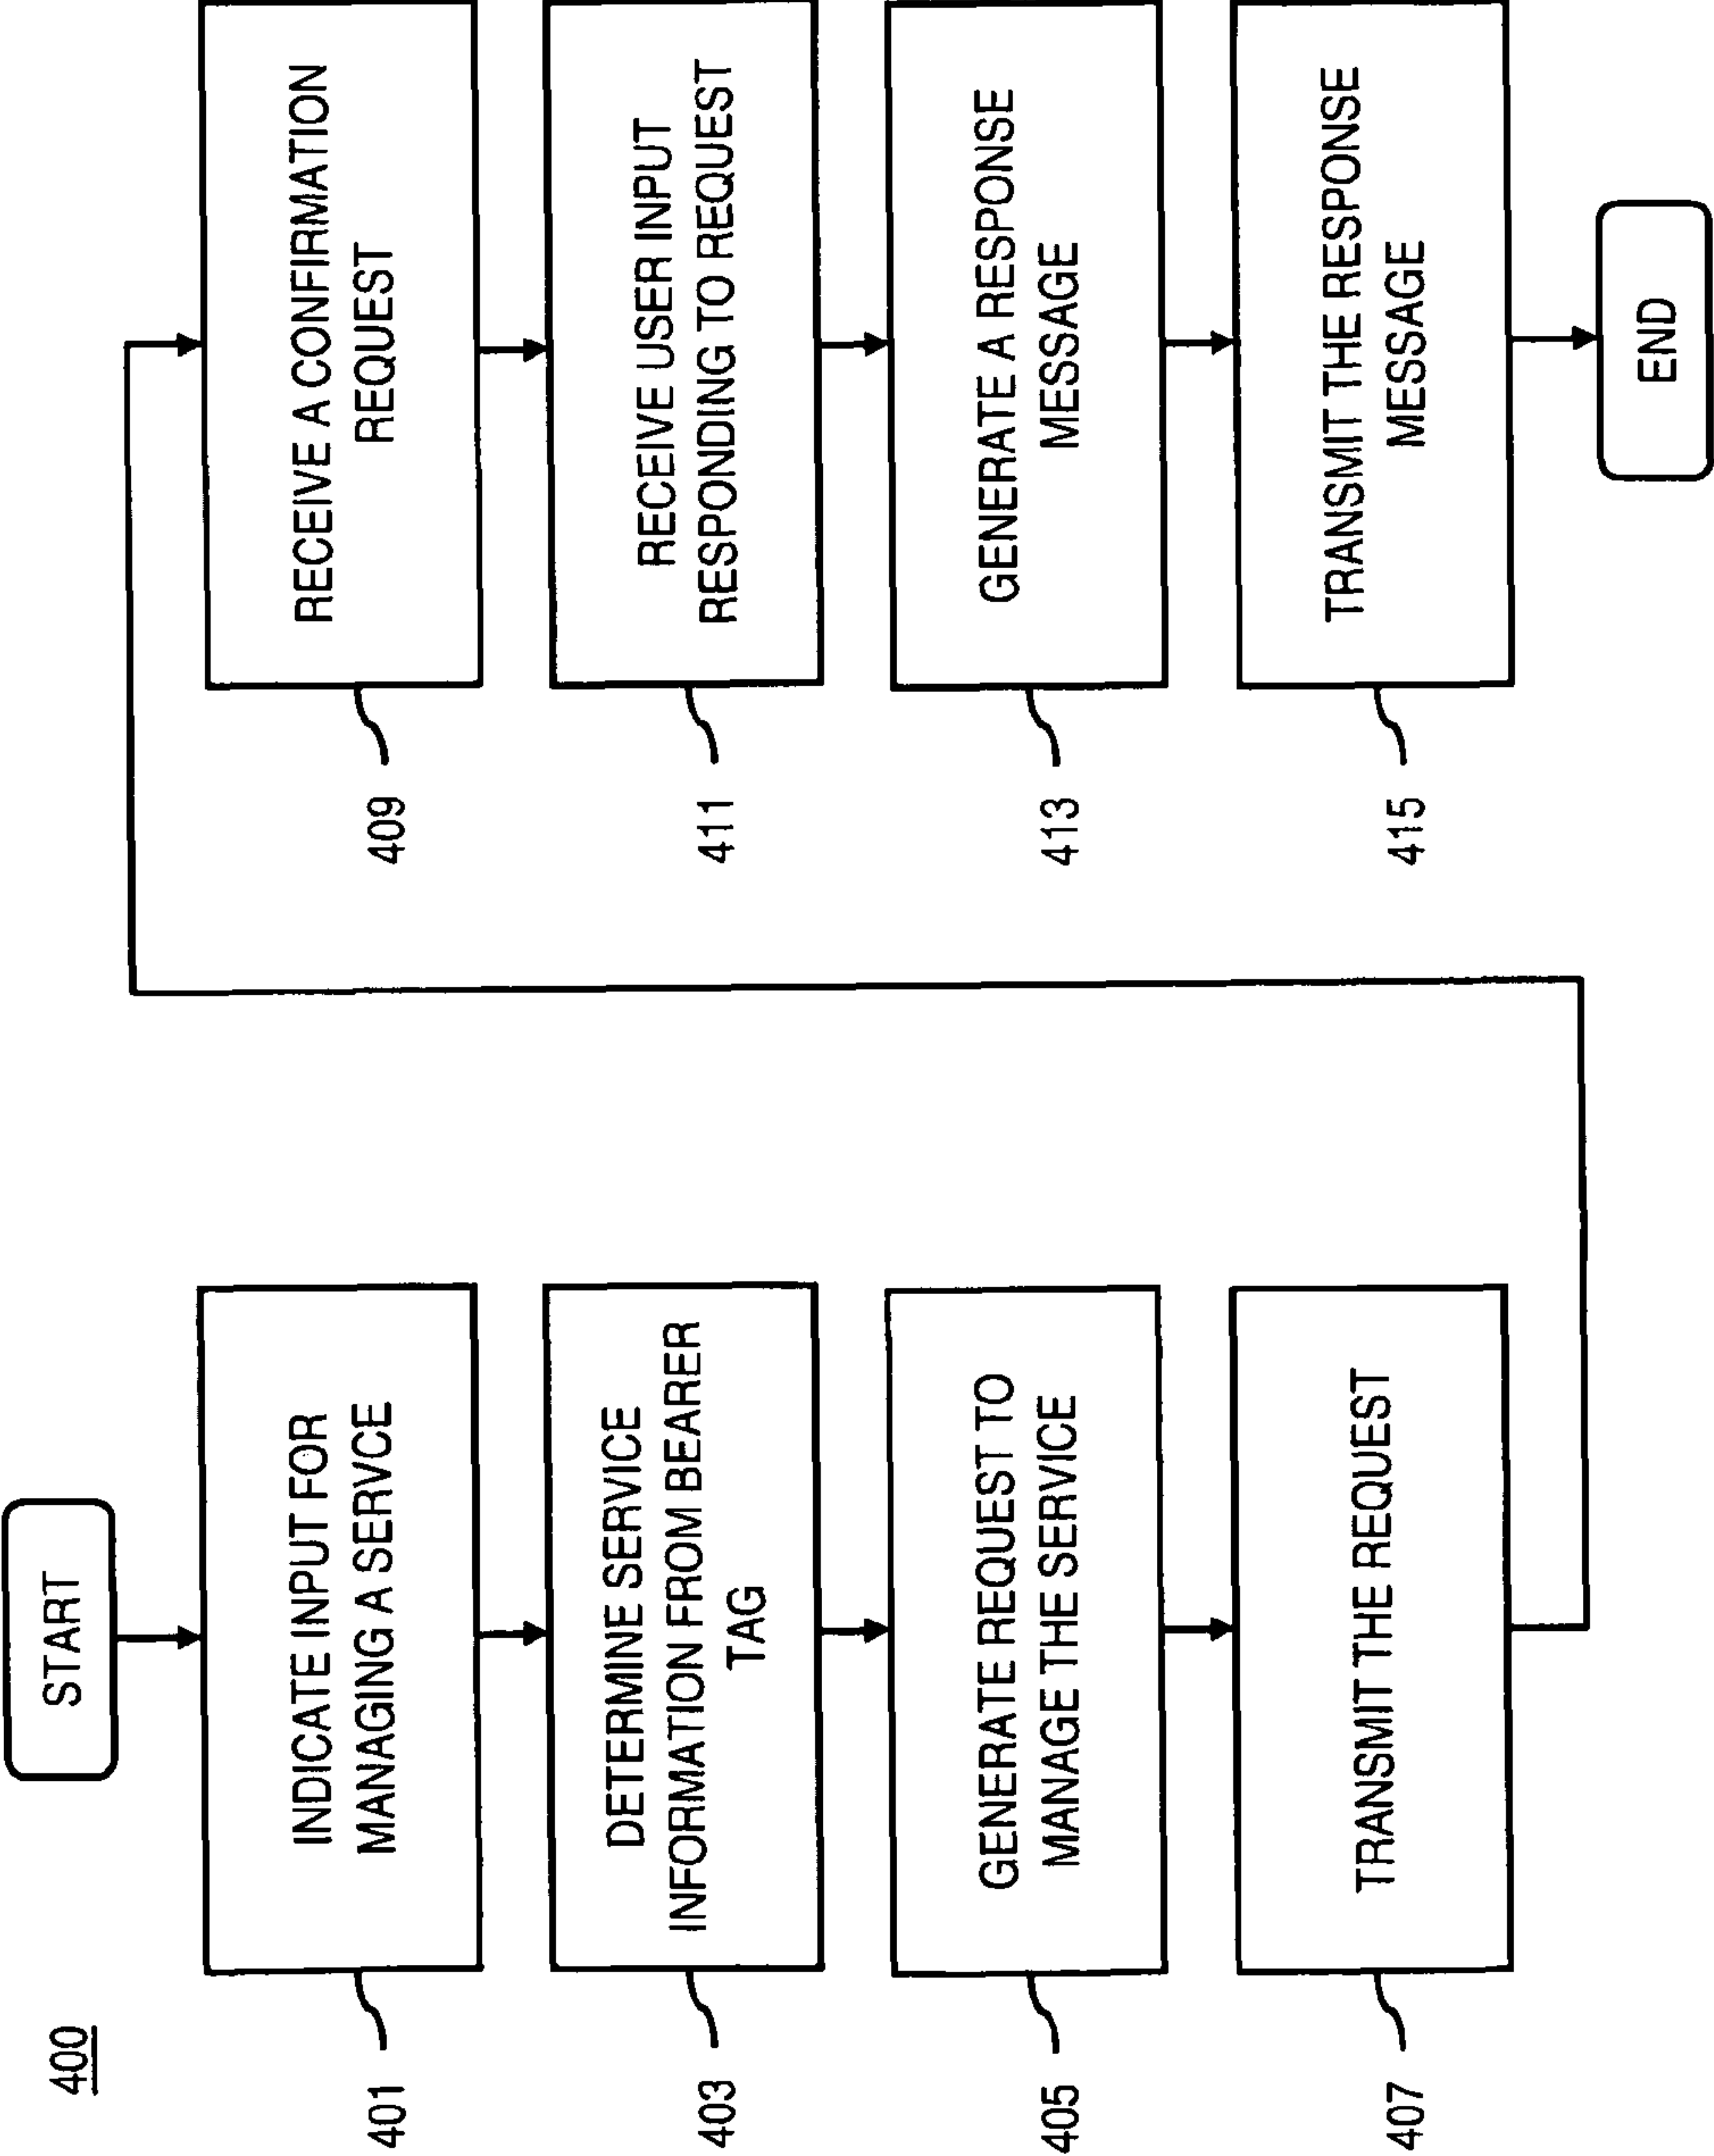 400
START
401
INDICATE INPUT FOR
MANAGING A SERVCE
403
DETERMINE SERVICE
INFORMATION FROM BEARER
TAG
405
GENERATE REQUEST TO
MANAGE THE SERVICE
407
TRANSMIT THE REQUEST
409
RECEIVE A CONFIRMATION
REQUEST
411
RECEIVE USER INPUT
RESPONDING TO REQUEST
413
GENERATE A RESPONSE
MESSAGE
415
TRANSMIT THE RESPONSE
MESSAGE
END